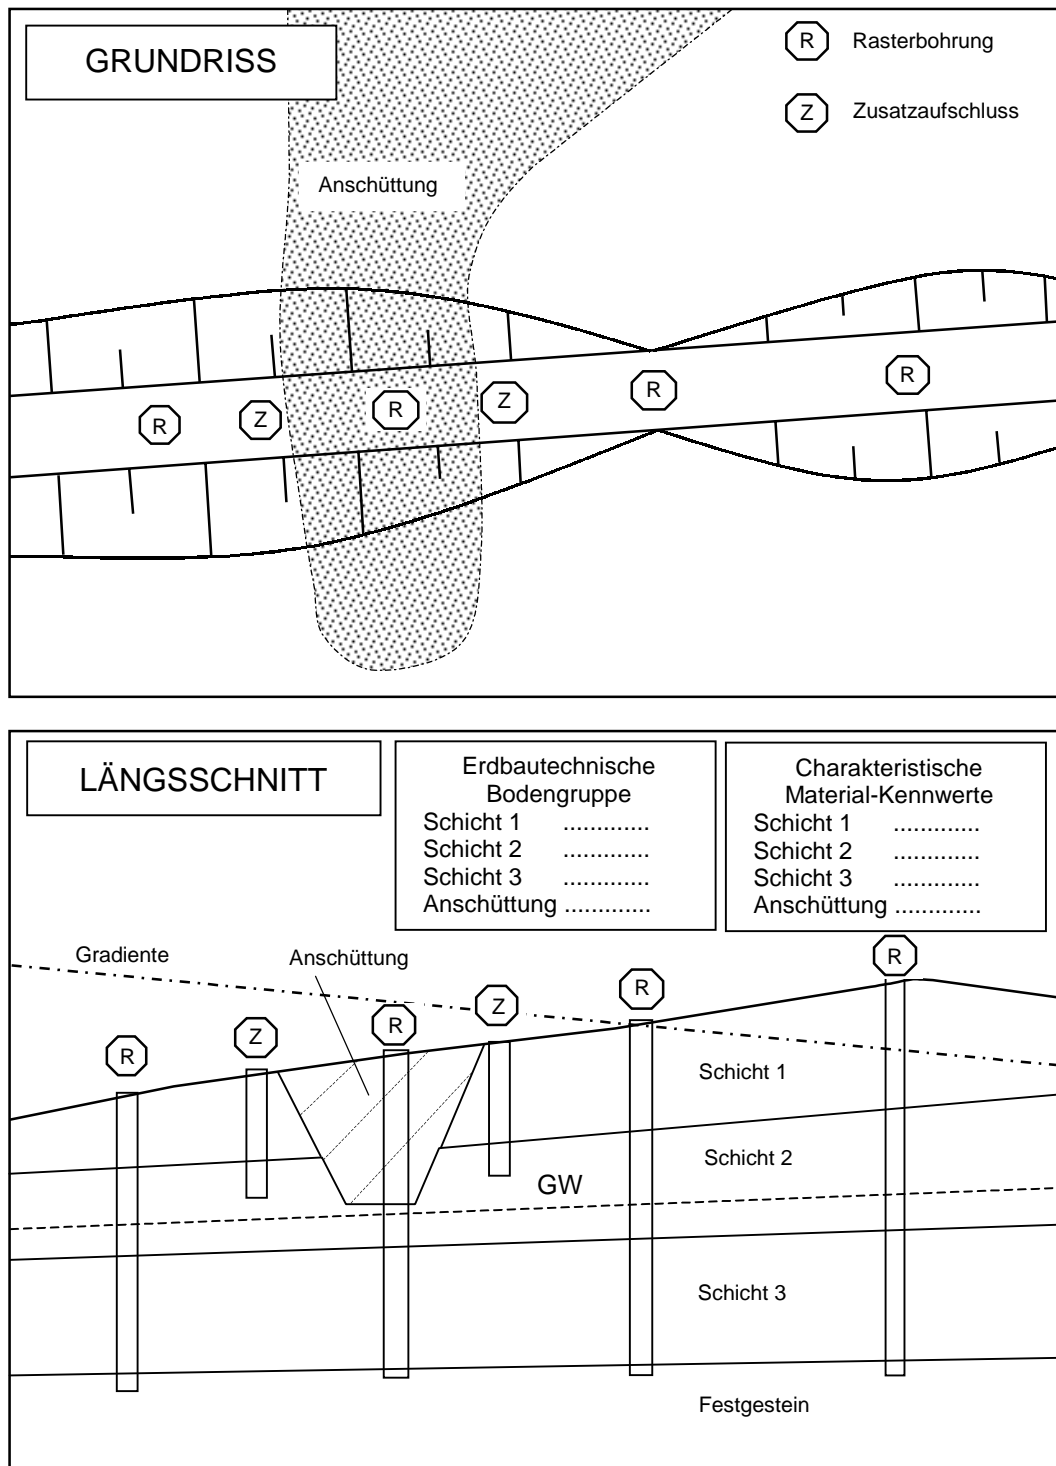 GRUNDRISS
R Rasterbohrung
Z Zusatzaufschluss
Anschüttung
R Z R Z R R
LÄNGSSCHNITT
Erdbautechnische
Bodengruppe
Schicht 1 .............
Schicht 2 .............
Schicht 3 .............
Anschüttung .............
Charakteristische
Material-Kennwerte
Schicht 1 .............
Schicht 2 .............
Schicht 3 .............
Anschüttung .............
Gradiente
Anschüttung
R Z R Z R R
Schicht 1
Schicht 2
GW
Schicht 3
Festgestein